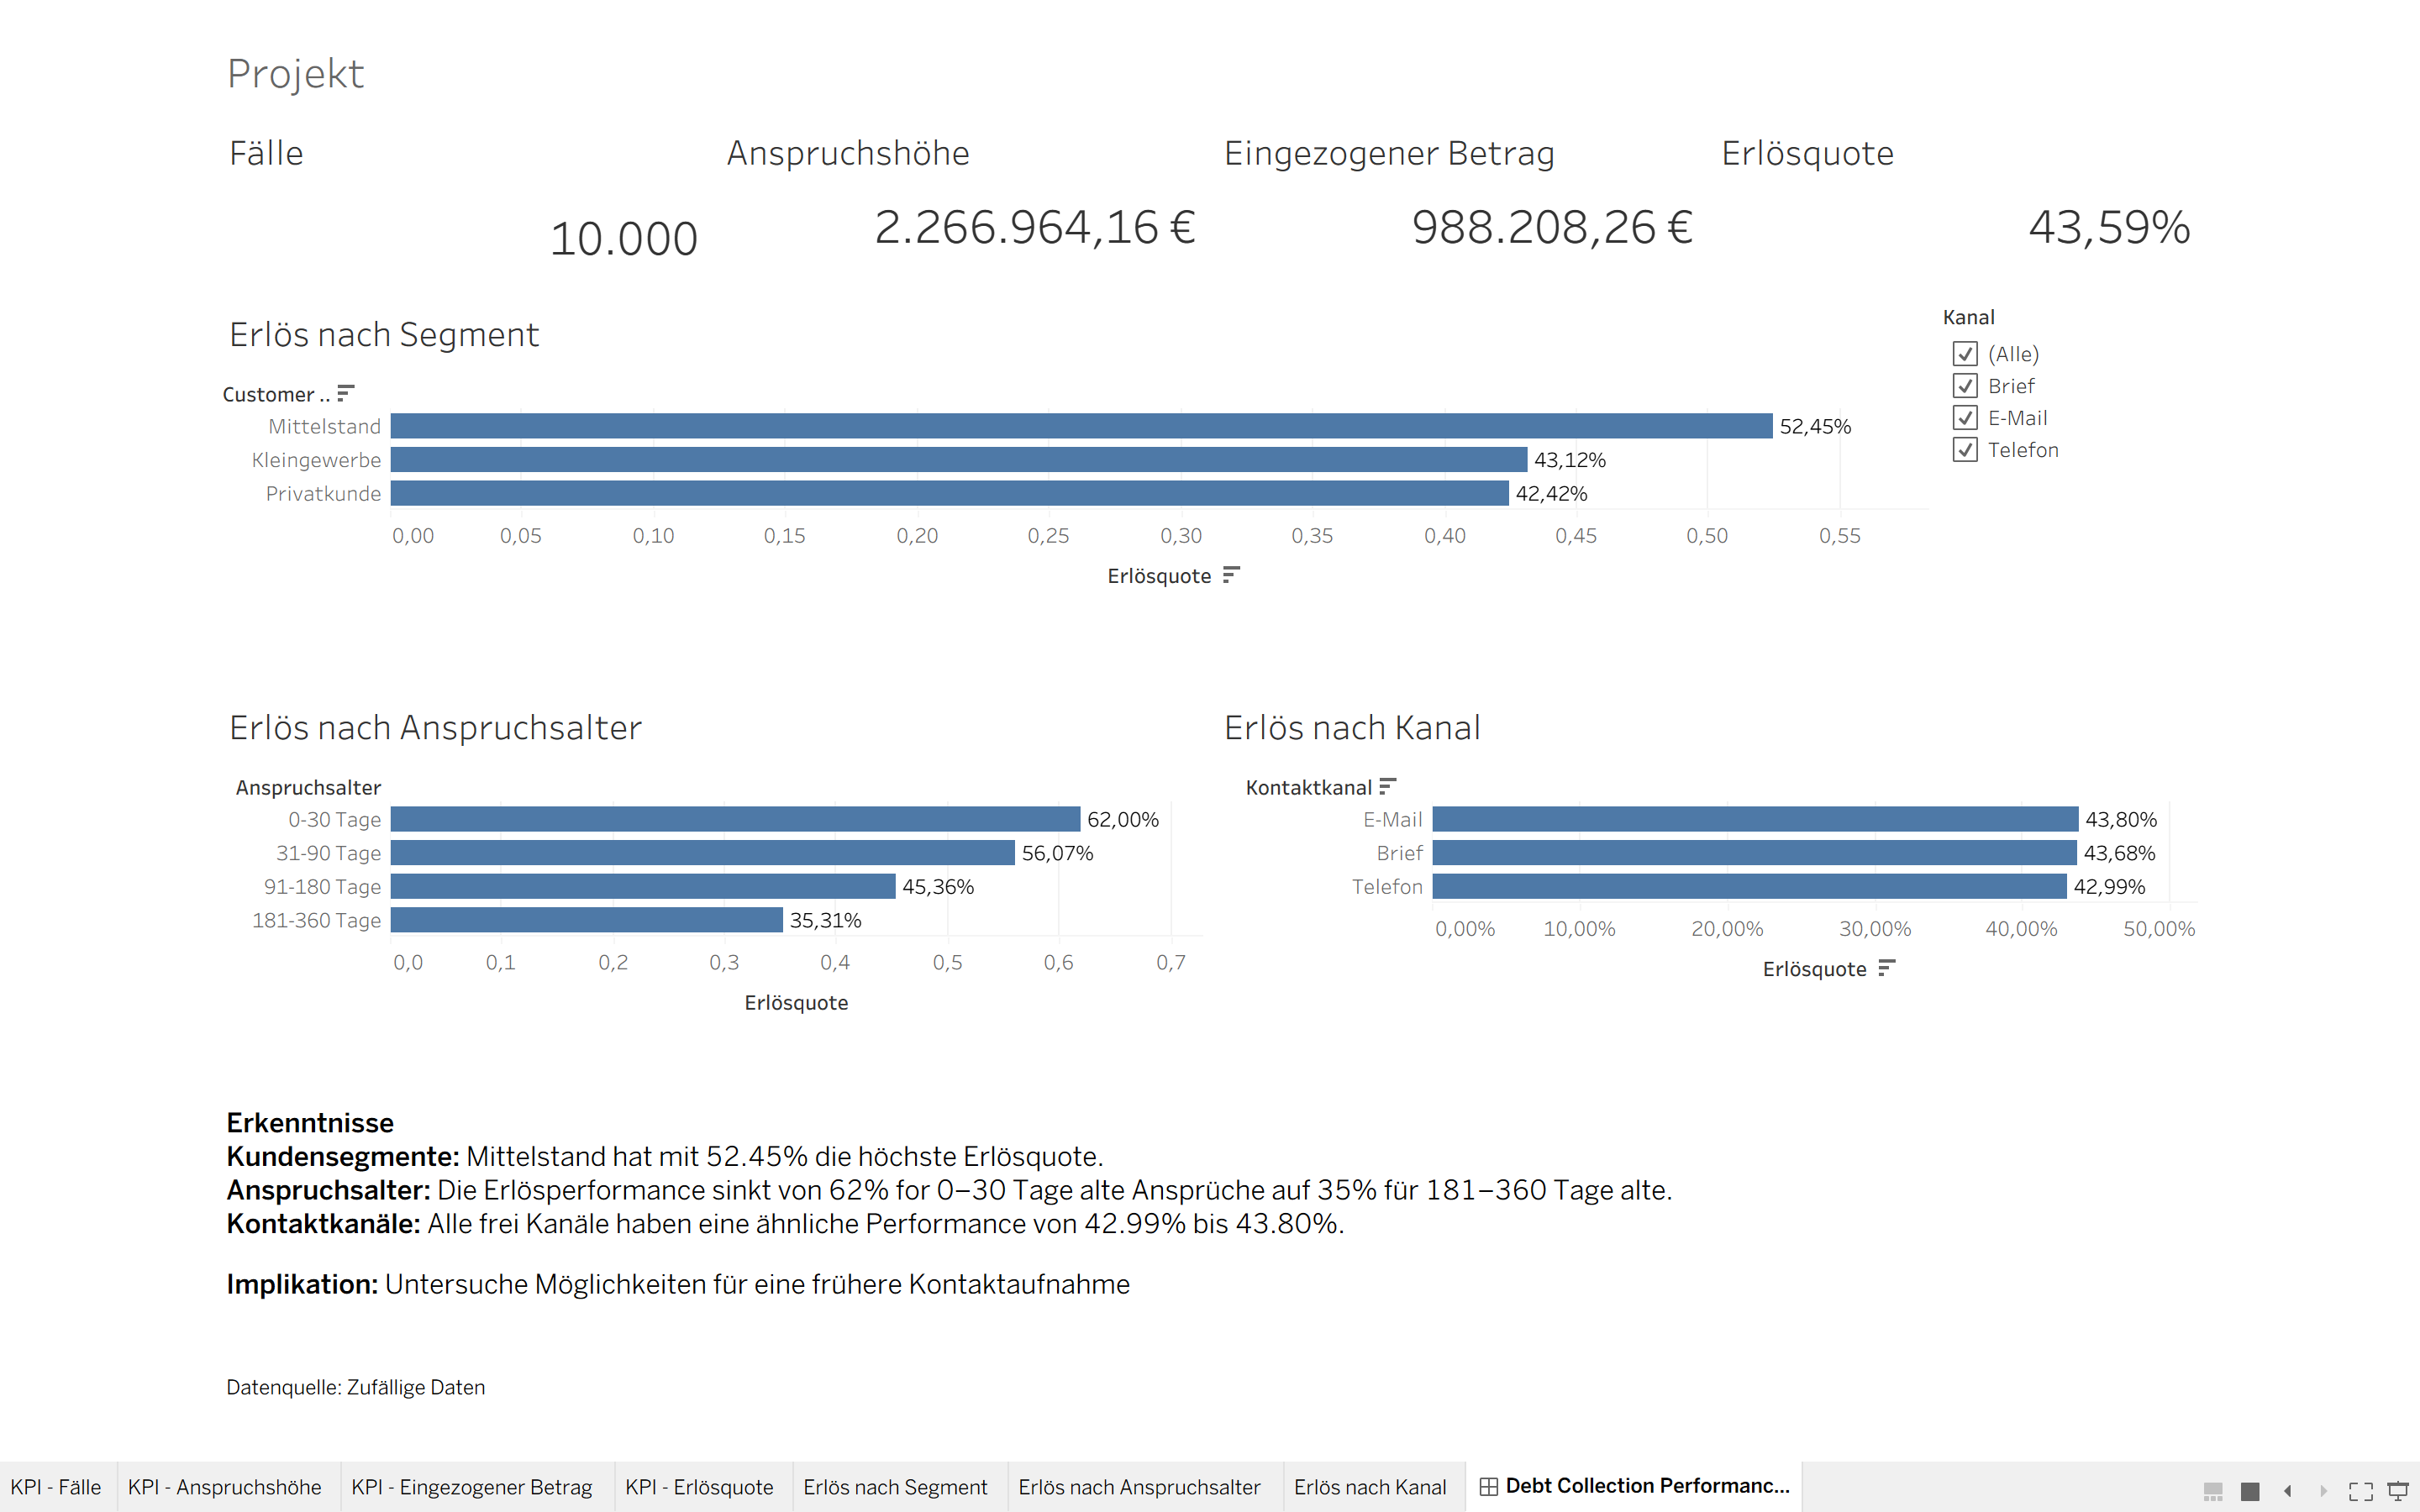 Projekt
Fälle
Anspruchshöhe
Eingezogener Betrag
Erlösquote
10.000
2.266.964,16 €
988.208,26 €
43,59%
Erlös nach Segment
Customer ..
Mittelstand 52,45%
Kleingewerbe 43,12%
Privatkunde 42,42%
0,00 0,05 0,10 0,15 0,20 0,25 0,30 0,35 0,40 0,45 0,50 0,55
Erlösquote
Kanal
(Alle)
Brief
E-Mail
Telefon
Erlös nach Anspruchsalter
Anspruchsalter
0-30 Tage 62,00%
31-90 Tage 56,07%
91-180 Tage 45,36%
181-360 Tage 35,31%
0,0 0,1 0,2 0,3 0,4 0,5 0,6 0,7
Erlösquote
Erlös nach Kanal
Kontaktkanal
E-Mail 43,80%
Brief 43,68%
Telefon 42,99%
0,00% 10,00% 20,00% 30,00% 40,00% 50,00%
Erlösquote
Erkenntnisse
Kundensegmente: Mittelstand hat mit 52.45% die höchste Erlösquote.
Anspruchsalter: Die Erlösperformance sinkt von 62% for 0–30 Tage alte Ansprüche auf 35% für 181–360 Tage alte.
Kontaktkanäle: Alle frei Kanäle haben eine ähnliche Performance von 42.99% bis 43.80%.
Implikation: Untersuche Möglichkeiten für eine frühere Kontaktaufnahme
Datenquelle: Zufällige Daten
KPI - Fälle
KPI - Anspruchshöhe
KPI - Eingezogener Betrag
KPI - Erlösquote
Erlös nach Segment
Erlös nach Anspruchsalter
Erlös nach Kanal
Debt Collection Performanc...